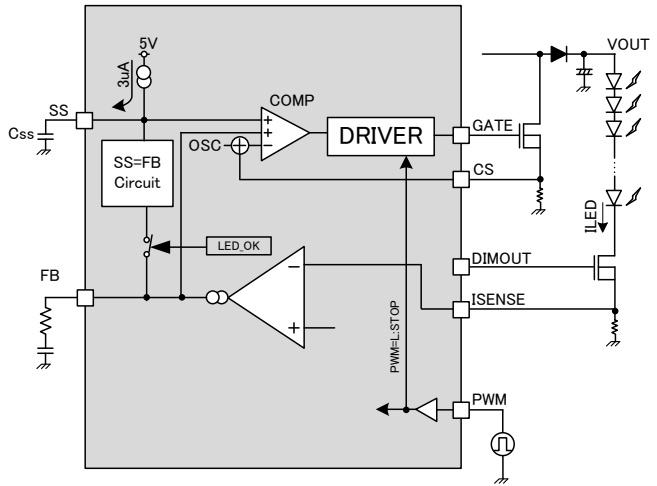 5V
3uA
VOUT
SS
COMP
Css
OSC
DRIVER
GATE
CS
SS=FB
Circuit
ILED
LED_OK
FB
DIMOUT
ISENSE
PWM=L:STOP
PWM